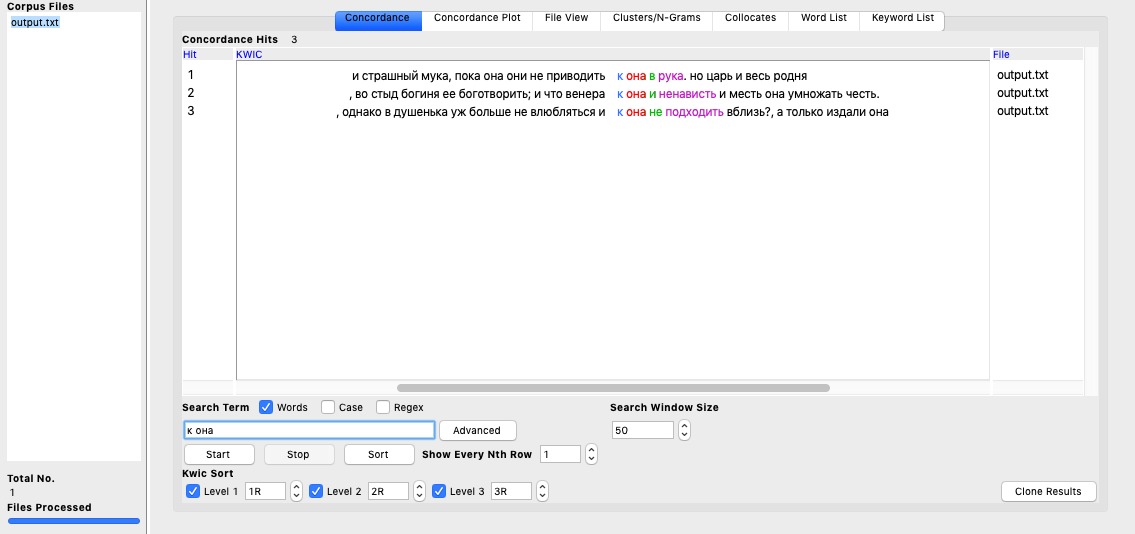 Corpus Files
output.txt
Concordance Concordance Plot File View Clusters/N-Grams Collocates Word List Keyword List
Concordance Hits 3
Hit KWIC File
1 и страшный мука, пока она они не приводить к она в рука. но царь и весь родня output.txt
2 , во стыд богиня ее боготворить; и что венера к она и ненависть и месть она умножать честь. output.txt
3 , однако в душенька уж больше не влюбляться и к она не подходить вблизь?, а только издали она output.txt
Search Term Words Case Regex Search Window Size
к она Advanced 50
Start Stop Sort Show Every Nth Row 1
Kwic Sort
Level 1 1R Level 2 2R Level 3 3R Clone Results
Total No.
1
Files Processed